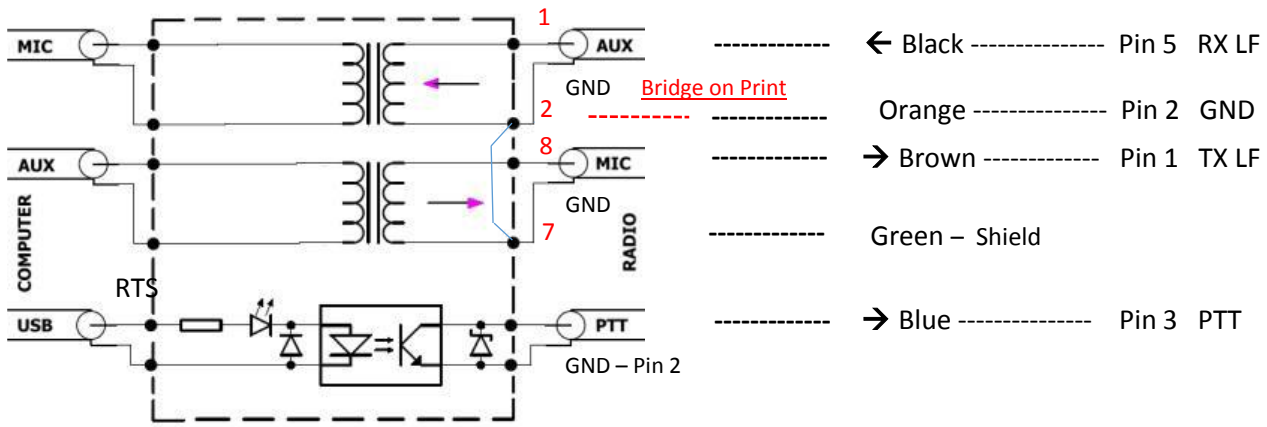 1
MIC
AUX
← Black --------------- Pin 5 RX LF
GND
Bridge on Print
2
Orange --------------- Pin 2 GND
8
AUX
MIC
→ Brown ------------- Pin 1 TX LF
GND
7
Green – Shield
COMPUTER
RADIO
RTS
USB
PTT
→ Blue --------------- Pin 3 PTT
GND – Pin 2